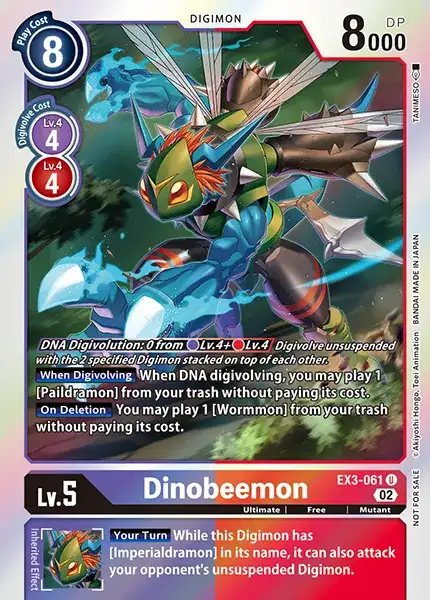 DIGIMON
Play Cost
8
DP
8000
Digivolve Cost
Lv.4
4
Lv.4
4
TANIMESO
DNA Digivolution: 0 from Lv.4+ Lv.4 Digivolve unsuspended
with the 2 specified Digimon stacked on top of each other.
When Digivolving When DNA digivolving, you may play 1
[Paildramon] from your trash without paying its cost.
On Deletion You may play 1 [Wormmon] from your trash
without paying its cost.
©Akiyoshi Hongo, Toei Animation BANDAI MADE IN JAPAN
NOT FOR SALE
Lv.5
Dinobeemon
EX3-061 U
02
Ultimate | Free | Mutant
Inherited Effect
Your Turn While this Digimon has
[Imperialdramon] in its name, it can also attack
your opponent's unsuspended Digimon.